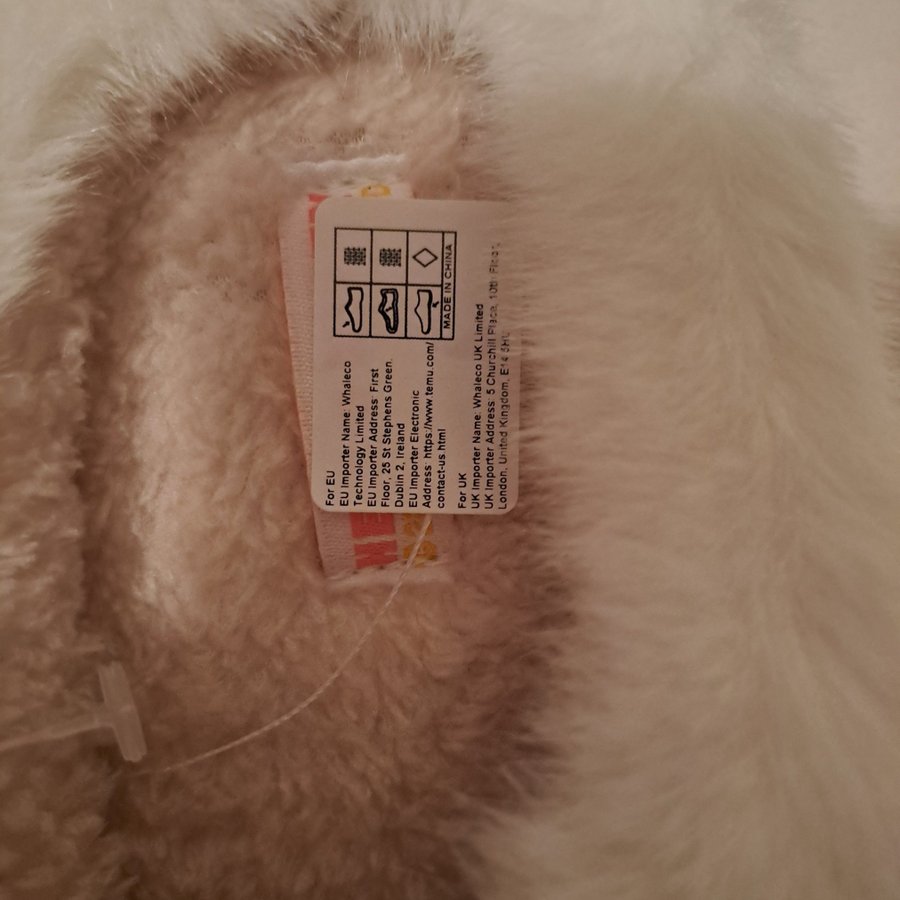 For EU
EU Importer Name: Whaleco
Technology Limited
EU Importer Address: First
Floor, 25 St Stephens Green,
Dublin 2, Ireland
EU Importer Electronic
Address: https://www.temu.com/
contact-us.html
For UK
UK Importer Name: Whaleco UK Limited
UK Importer Address: 5 Churchill Place, 10th Floor,
London, United Kingdom, E14 5HU
MADE IN CHINA